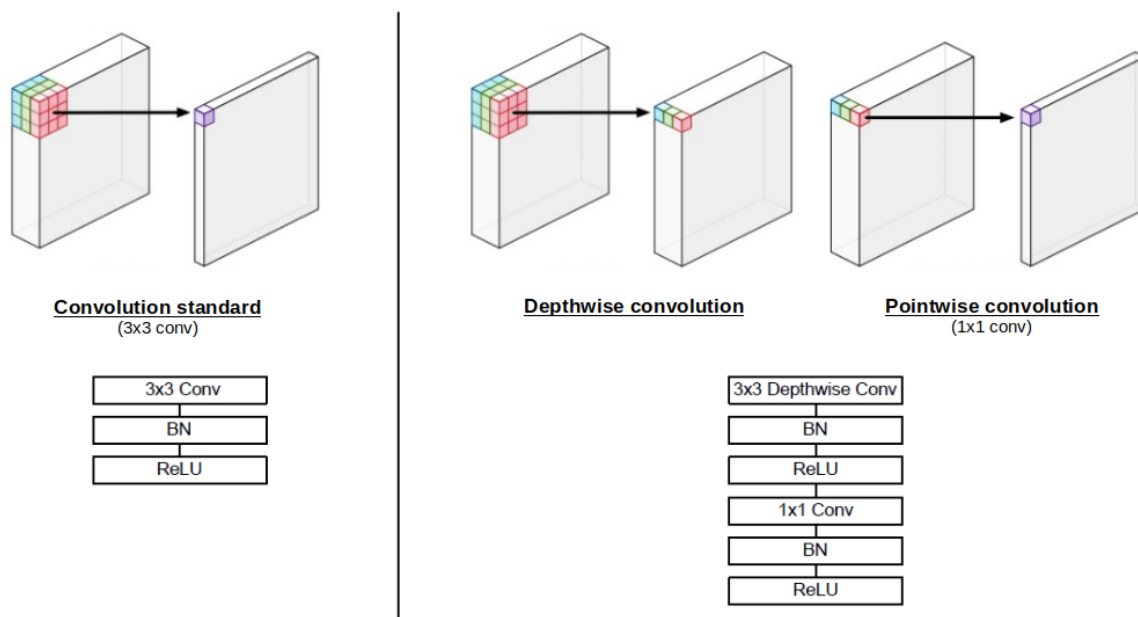 Convolution standard
(3x3 conv)
3x3 Conv
BN
ReLU
Depthwise convolution
Pointwise convolution
(1x1 conv)
3x3 Depthwise Conv
BN
ReLU
1x1 Conv
BN
ReLU